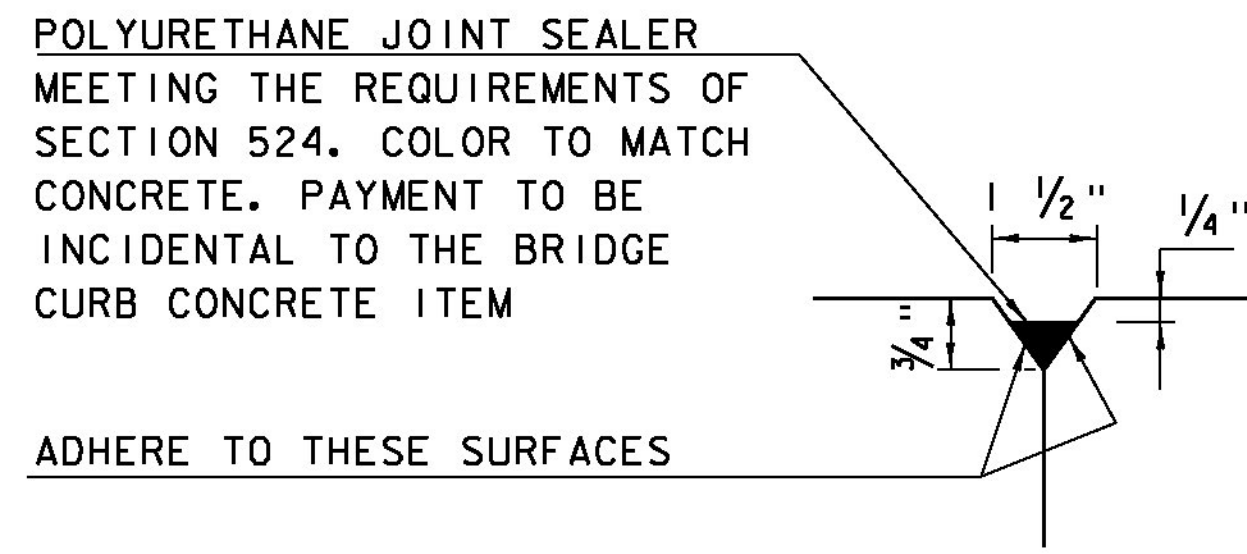 POLYURETHANE JOINT SEALER
MEETING THE REQUIREMENTS OF
SECTION 524. COLOR TO MATCH
CONCRETE. PAYMENT TO BE
INCIDENTAL TO THE BRIDGE
CURB CONCRETE ITEM
1 1/2"
1/4"
3/4"
ADHERE TO THESE SURFACES